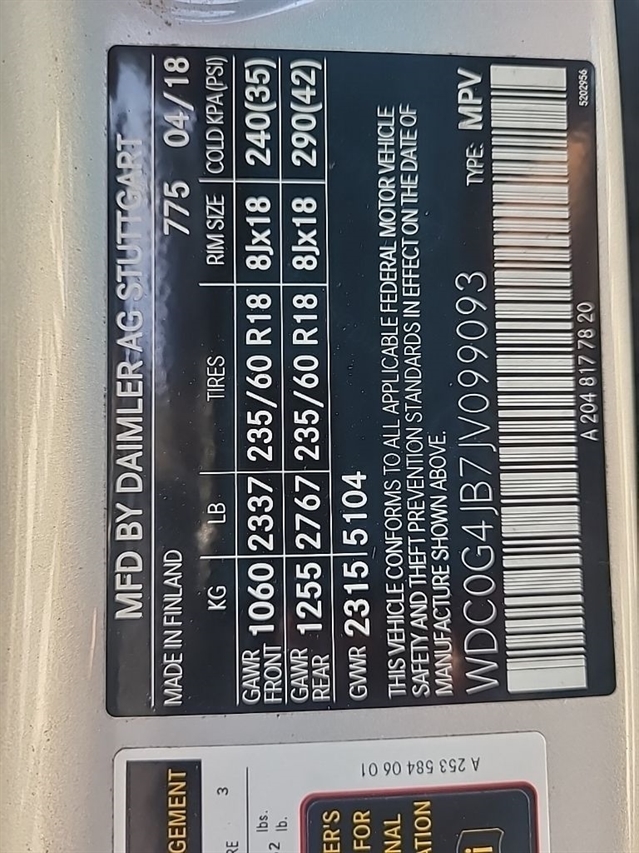 MFD BY DAIMLER AG STUTTGART
MADE IN FINLAND 775 04/18
KG LB TIRES RIM SIZE COLD KPA(PSI)
GAWR FRONT 1060 2337 235/60 R18 8Jx18 240(35)
GAWR REAR 1255 2767 235/60 R18 8Jx18 290(42)
GVWR 2315 5104
THIS VEHICLE CONFORMS TO ALL APPLICABLE FEDERAL MOTOR VEHICLE
SAFETY AND THEFT PREVENTION STANDARDS IN EFFECT ON THE DATE OF
MANUFACTURE SHOWN ABOVE.
WDC0G4JB7JV099093 TYPE: MPV
A 204 817 78 20
5202956
GEMENT
RE 3
lbs.
2 lb.
ER'S
FOR
NAL
ATION
i
A 253 584 06 01